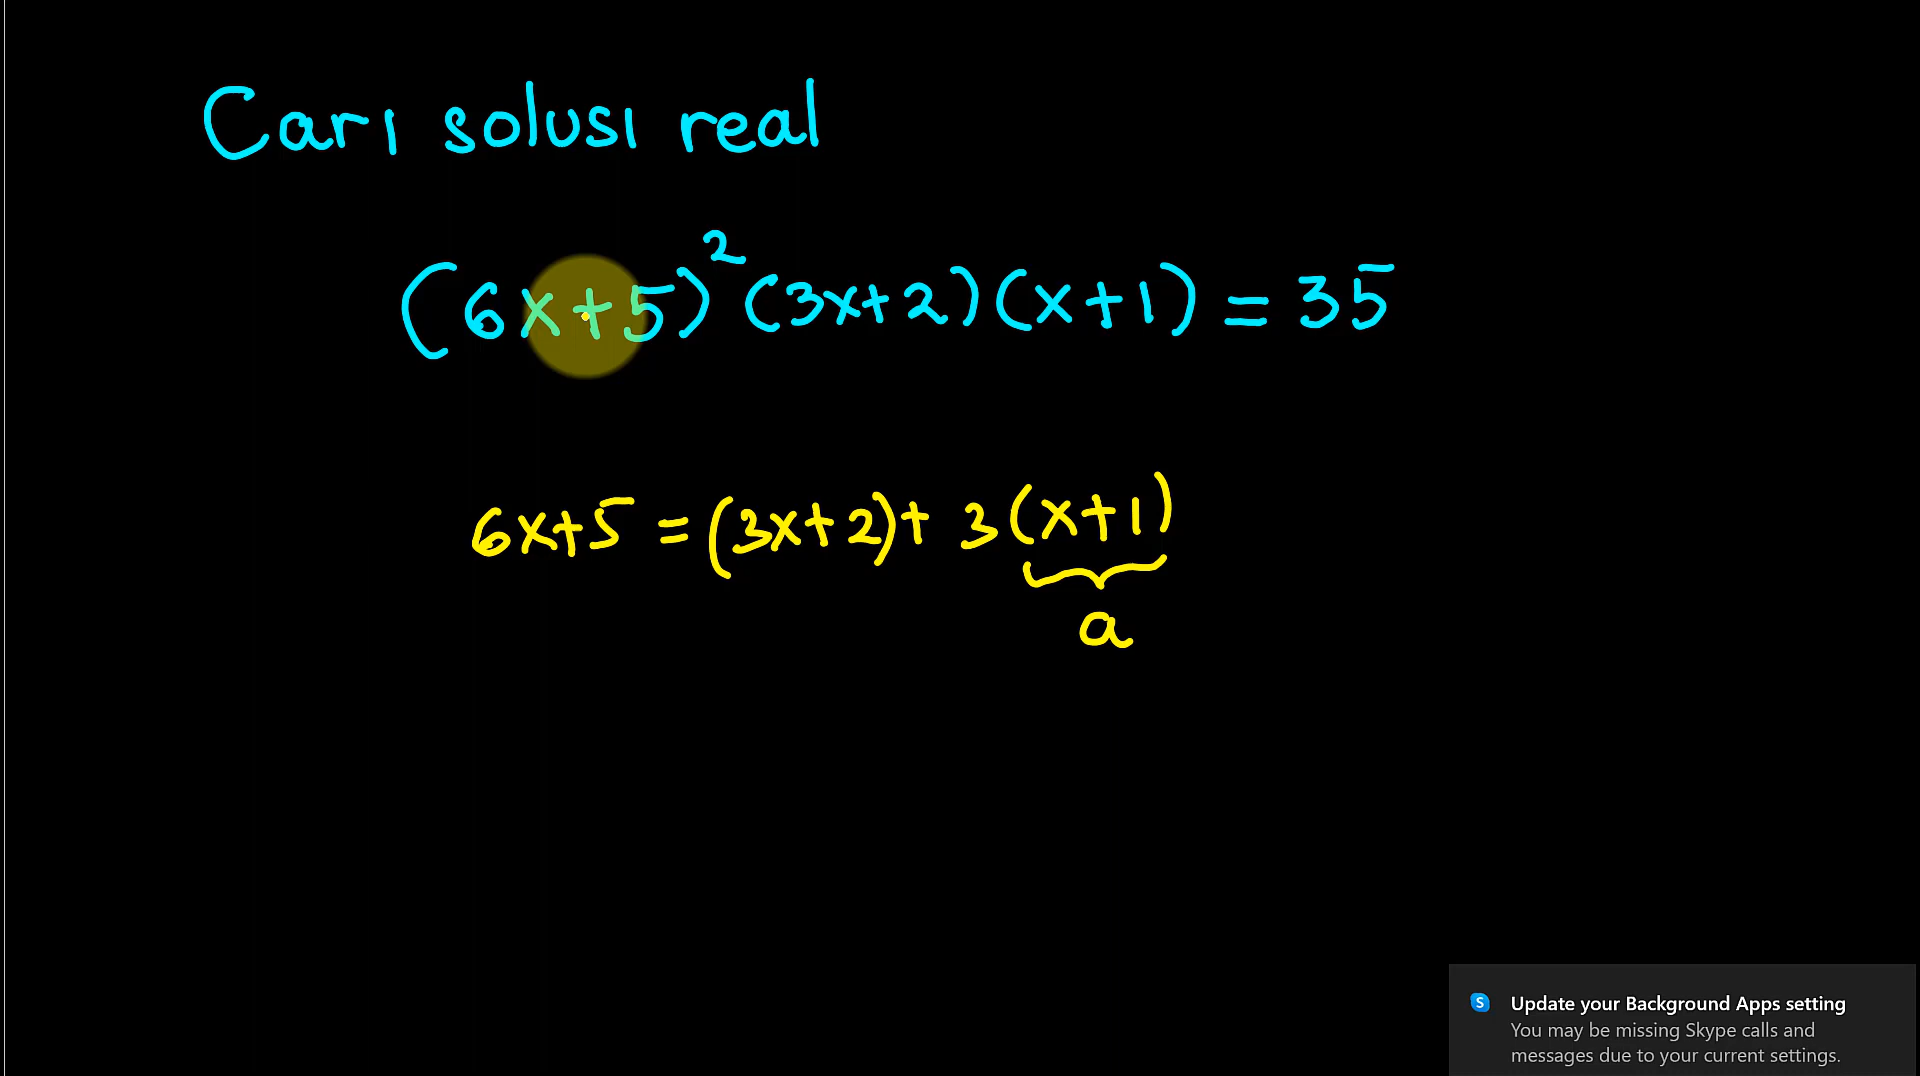 Cari solusi real
(6x+5)²(3x+2)(x+1) = 35
6x+5 = (3x+2)+ 3(x+1)
a
S
Update your Background Apps setting
You may be missing Skype calls and
messages due to your current settings.